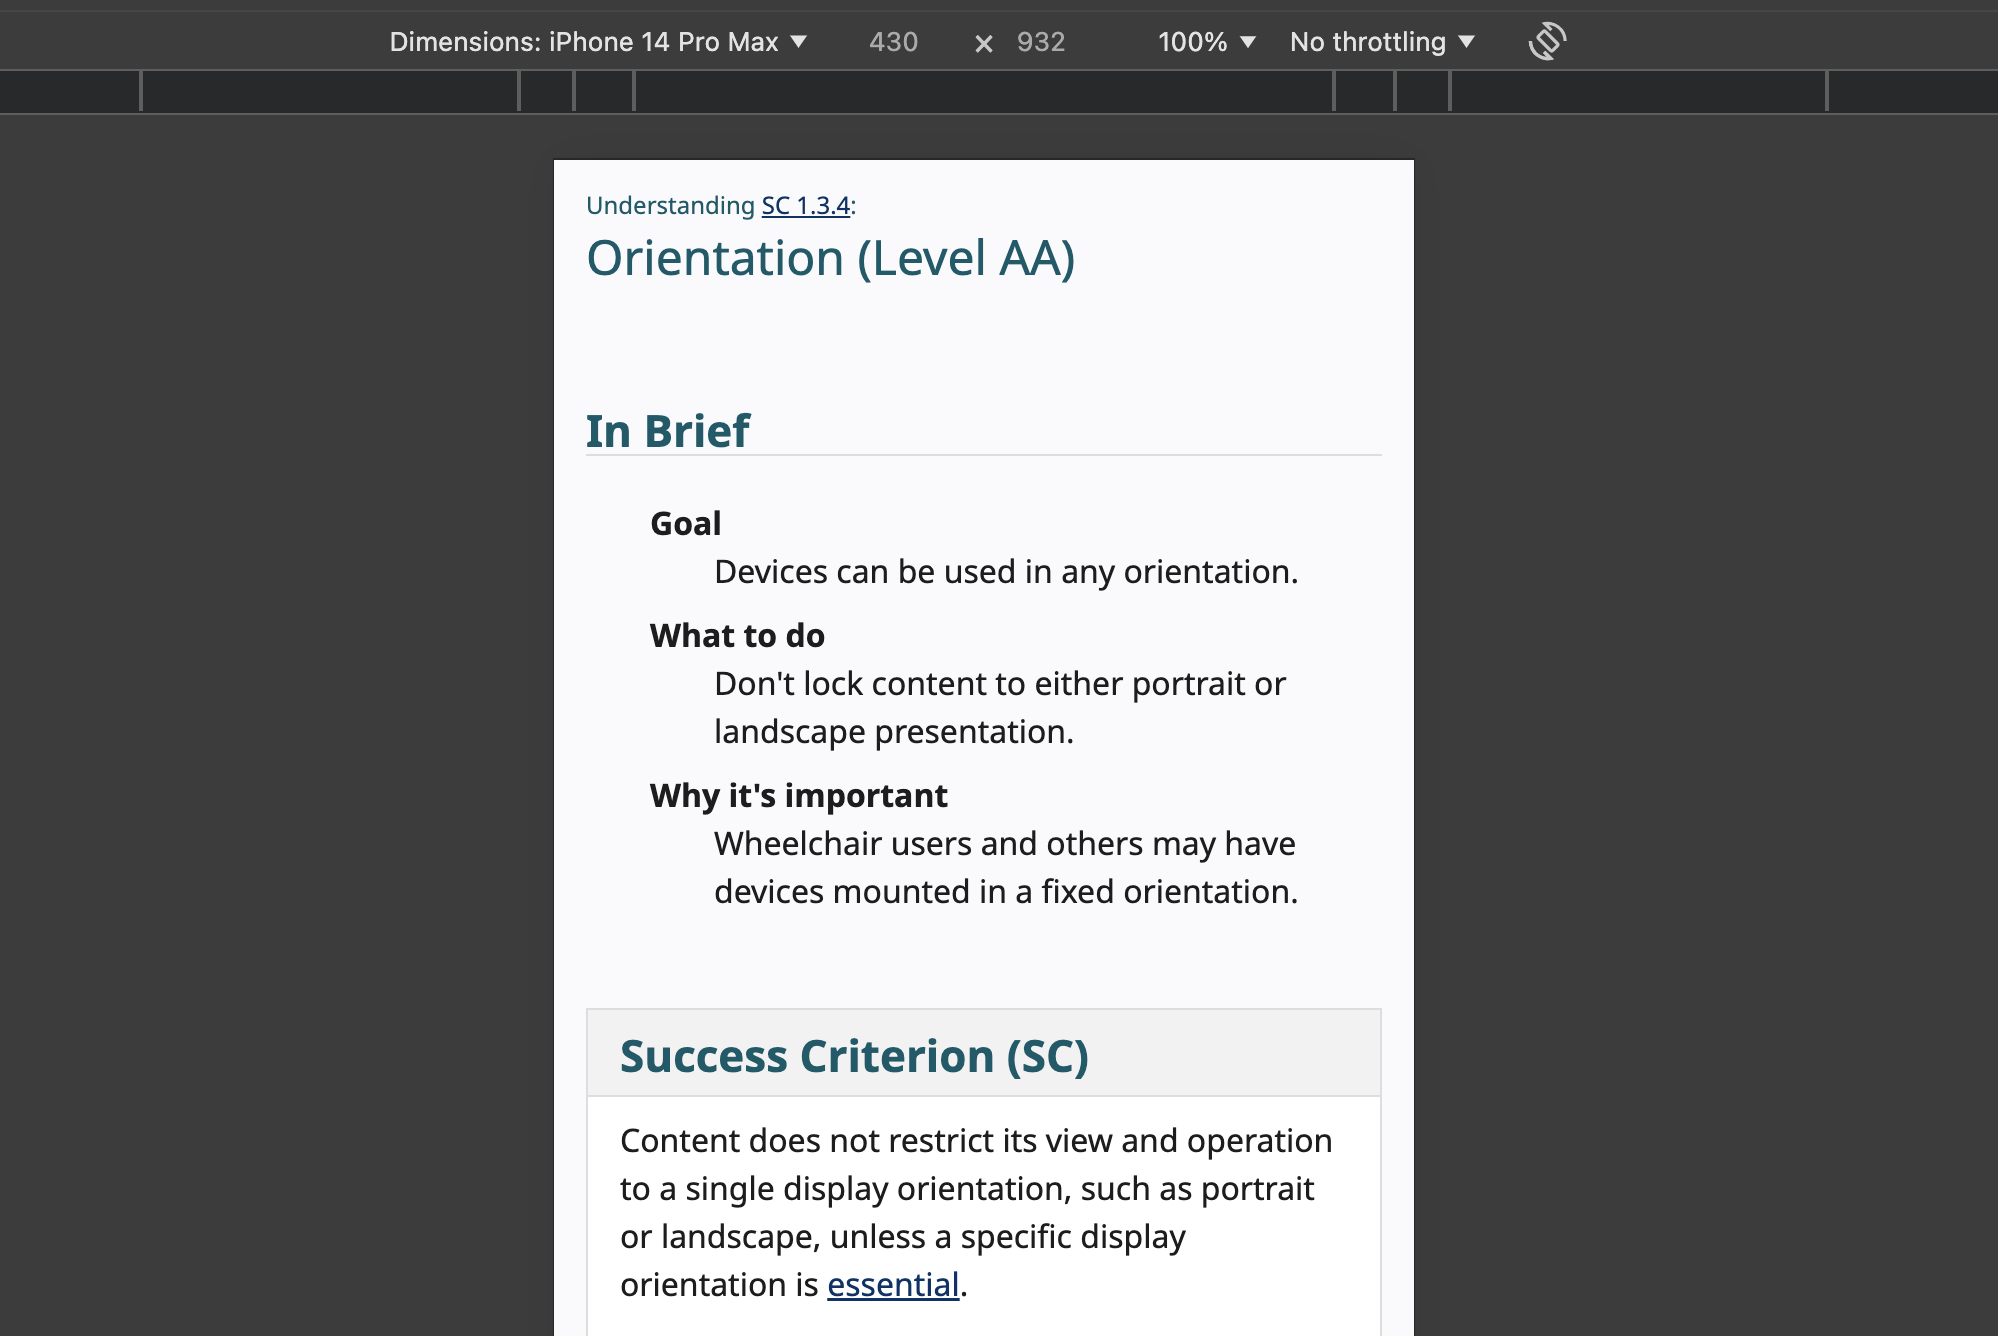 Dimensions: iPhone 14 Pro Max ▼ 430 × 932 100% ▼ No throttling ▼
Understanding SC 1.3.4:
Orientation (Level AA)
In Brief
Goal
Devices can be used in any orientation.
What to do
Don't lock content to either portrait or
landscape presentation.
Why it's important
Wheelchair users and others may have
devices mounted in a fixed orientation.
Success Criterion (SC)
Content does not restrict its view and operation
to a single display orientation, such as portrait
or landscape, unless a specific display
orientation is essential.